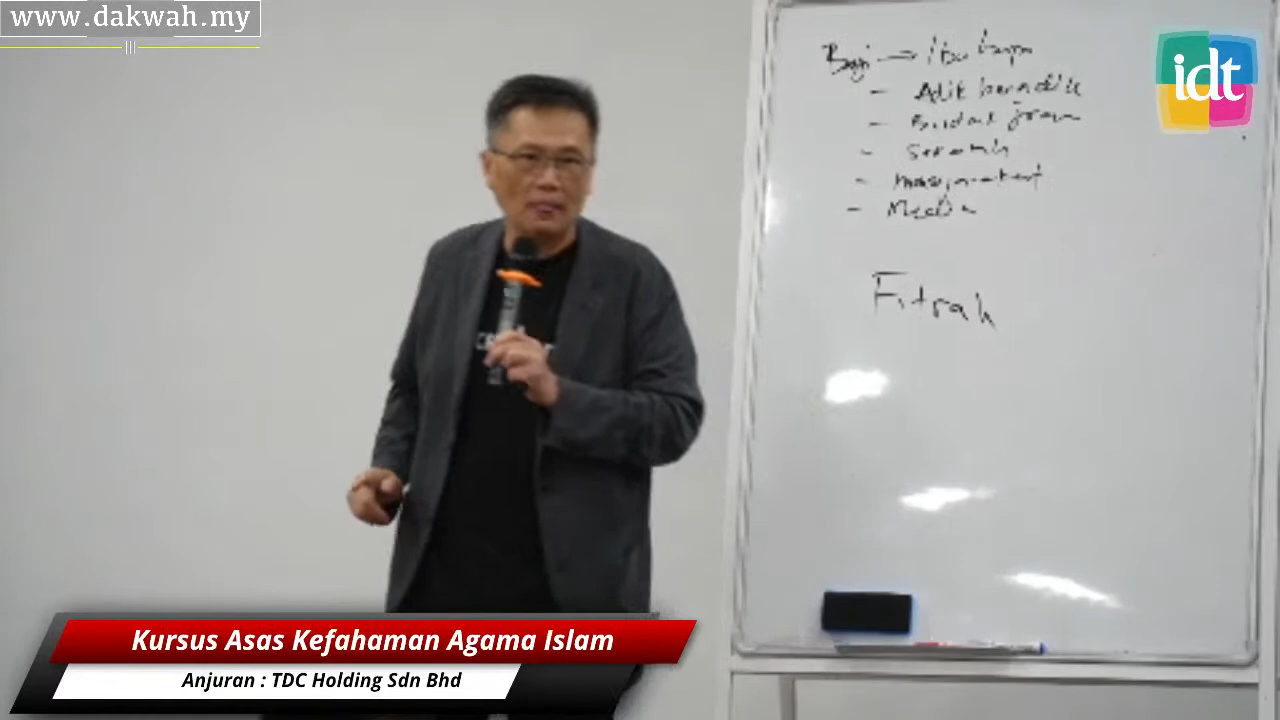 www.dakwah.my
idt
Bayi → Ibu bapa
- Adik beradik
- Budak
-
-
- Media
Fitrah
Kursus Asas Kefahaman Agama Islam
Anjuran : TDC Holding Sdn Bhd